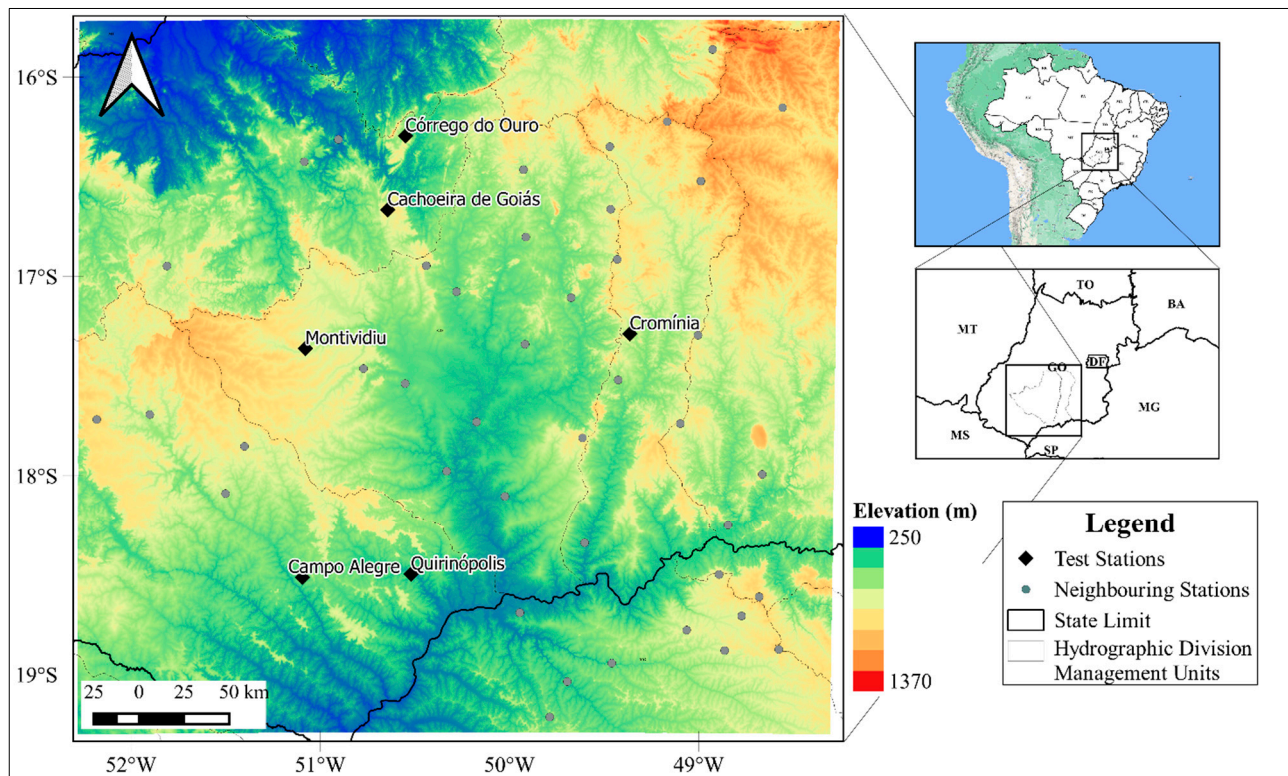 16°S
17°S
18°S
19°S
52°W
51°W
50°W
49°W
Córrego do Ouro
Cachoeira de Goiás
Montividiu
Cromínia
Campo Alegre
Quirinópolis
25 0 25 50 km
Elevation (m)
250
1370
TO
BA
MT
DF
GO
MG
MS
SP
Legend
Test Stations
Neighbouring Stations
State Limit
Hydrographic Division
Management Units